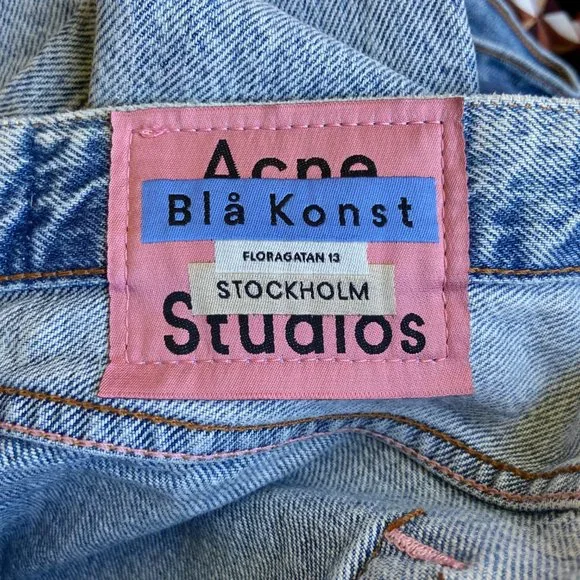 Acne
Blå Konst
FLORAGATAN 13
STOCKHOLM
Studios